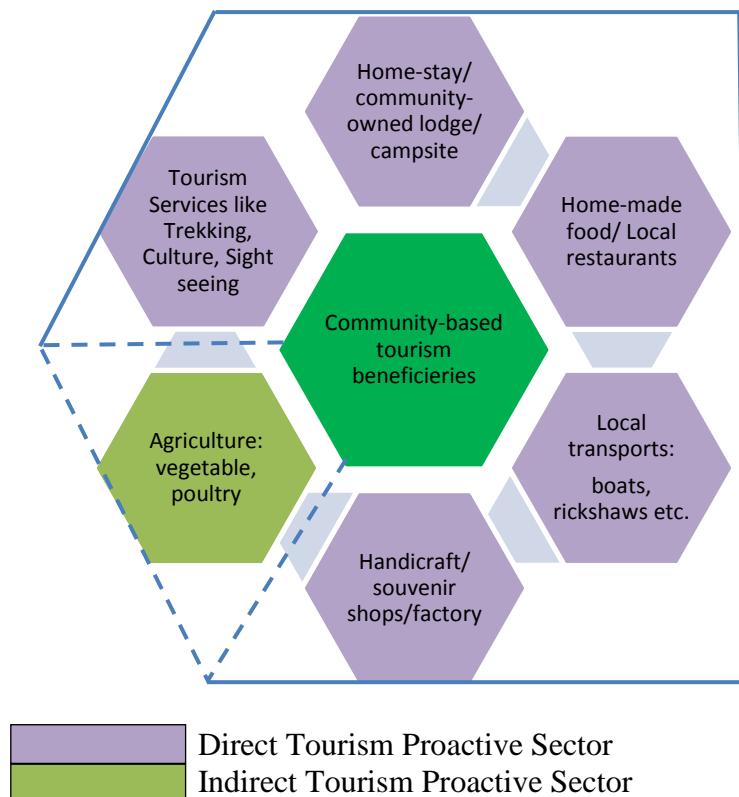 Home-stay/
community-
owned lodge/
campsite
Tourism
Services like
Trekking,
Culture, Sight
seeing
Home-made
food/ Local
restaurants
Community-based
tourism
beneficieries
Agriculture:
vegetable,
poultry
Local
transports:
boats,
rickshaws etc.
Handicraft/
souvenir
shops/factory
Direct Tourism Proactive Sector
Indirect Tourism Proactive Sector